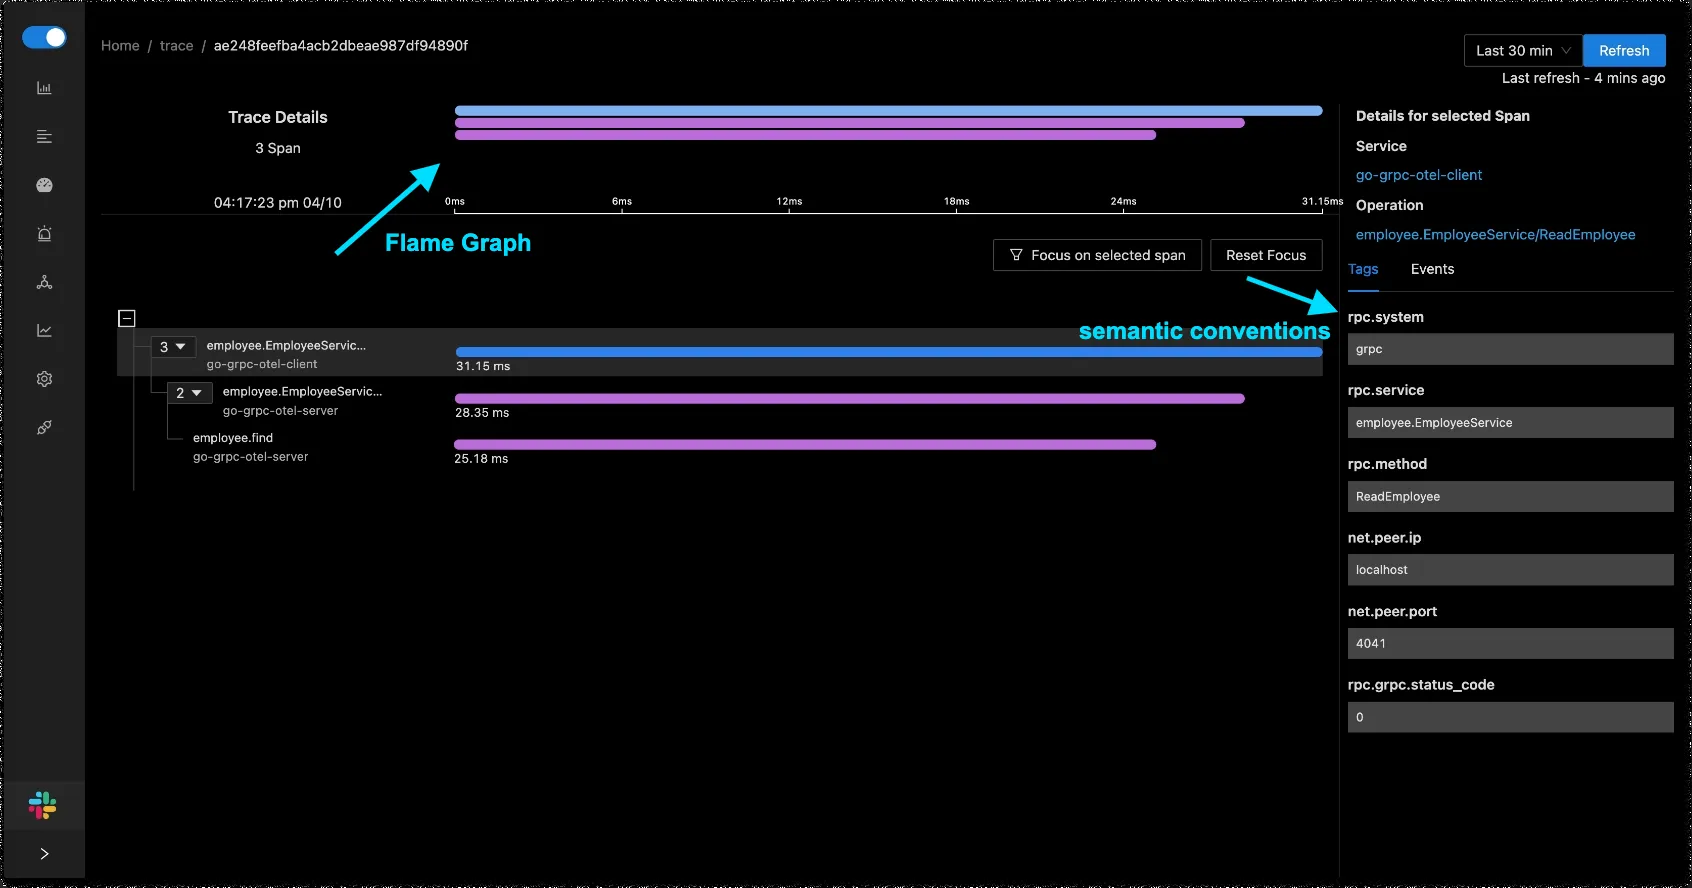 Home / trace / ae248feefba4acb2dbeae987df94890f
Last 30 min
Refresh
Last refresh - 4 mins ago
Trace Details
3 Span
04:17:23 pm 04/10
0ms 6ms 12ms 18ms 24ms 31.15ms
Flame Graph
Focus on selected span
Reset Focus
semantic conventions
3
employee.EmployeeServic...
go-grpc-otel-client
31.15 ms
2
employee.EmployeeServic...
go-grpc-otel-server
28.35 ms
employee.find
go-grpc-otel-server
25.18 ms
Details for selected Span
Service
go-grpc-otel-client
Operation
employee.EmployeeService/ReadEmployee
Tags Events
rpc.system
grpc
rpc.service
employee.EmployeeService
rpc.method
ReadEmployee
net.peer.ip
localhost
net.peer.port
4041
rpc.grpc.status_code
0